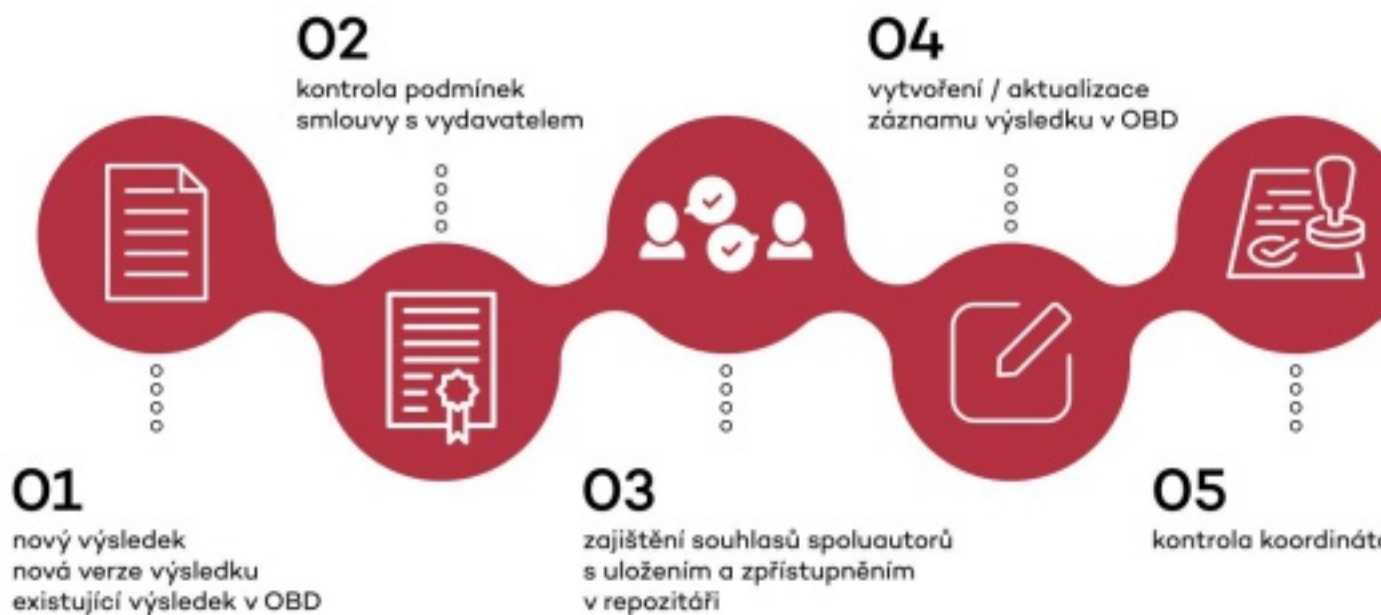 01
nový výsledek
nová verze výsledku
existující výsledek v OBD
02
kontrola podmínek
smlouvy s vydavatelem
03
zajištění souhlasů spoluautorů
s uložením a zpřístupněním
v repozitáři
04
vytvoření / aktualizace
záznamu výsledku v OBD
05
kontrola